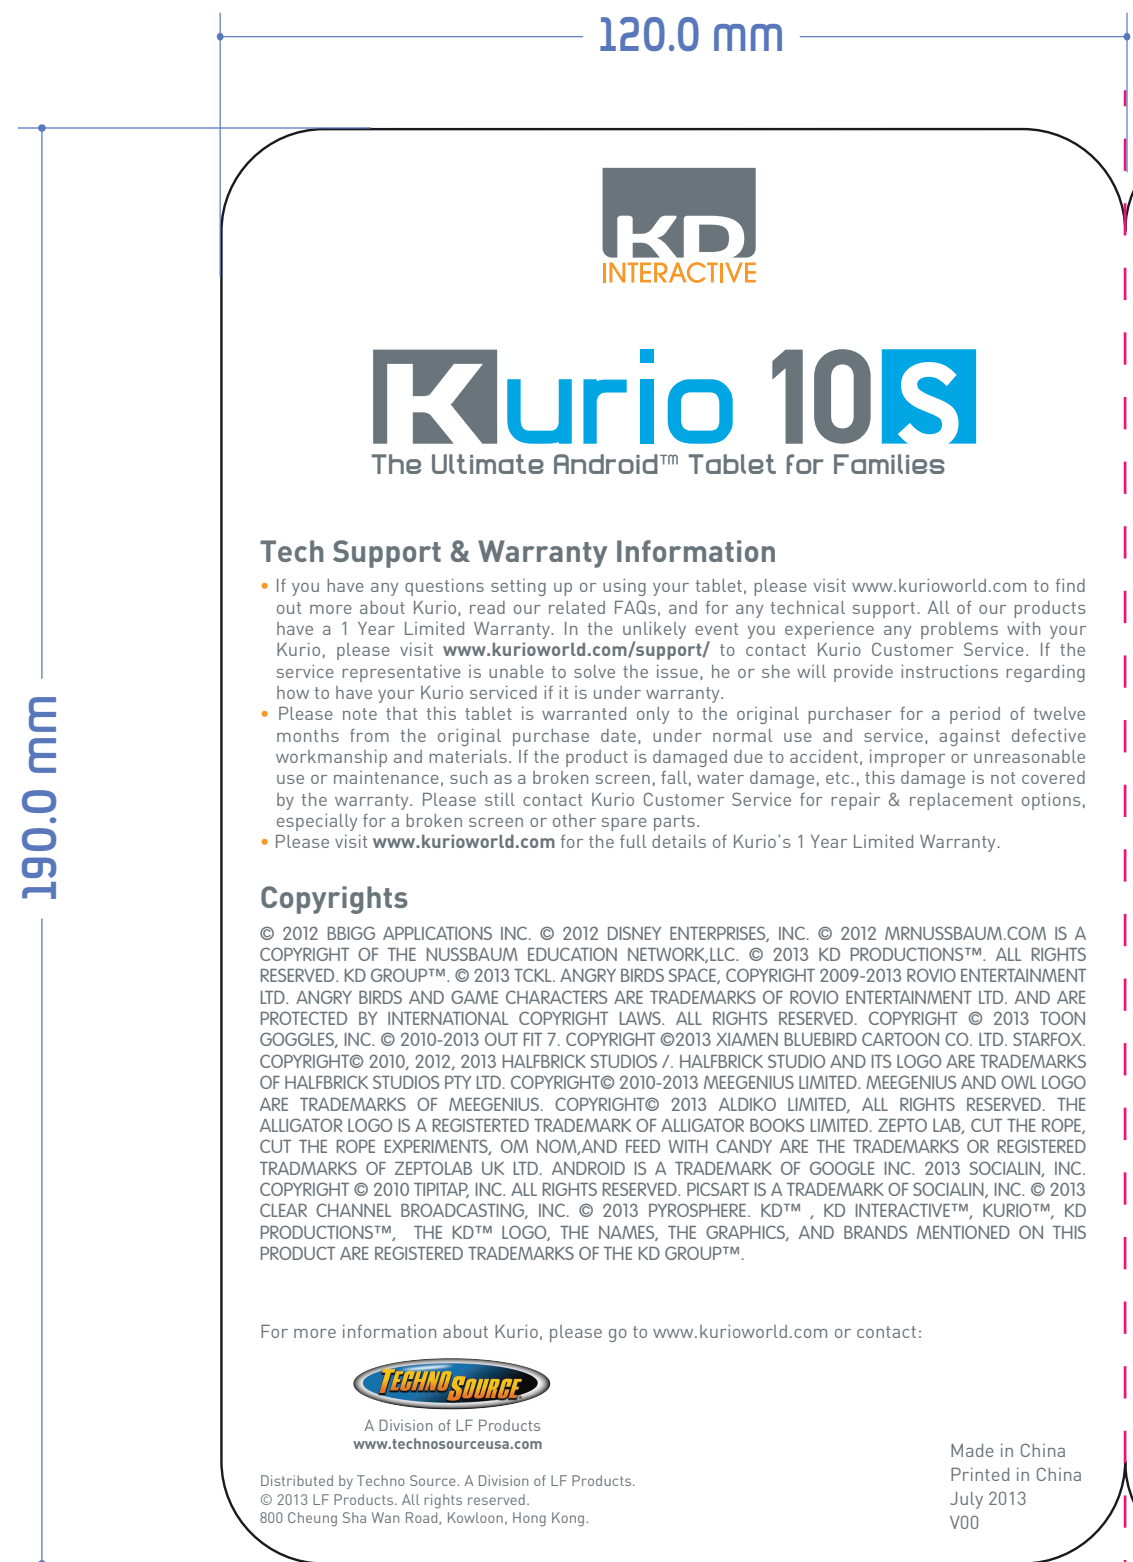 120.0 mm
190.0 mm
KD
INTERACTIVE
Kurio 10S
The Ultimate Android™ Tablet for Families
Tech Support & Warranty Information
• If you have any questions setting up or using your tablet, please visit www.kurioworld.com to find
out more about Kurio, read our related FAQs, and for any technical support. All of our products
have a 1 Year Limited Warranty. In the unlikely event you experience any problems with your
Kurio, please visit www.kurioworld.com/support/ to contact Kurio Customer Service. If the
service representative is unable to solve the issue, he or she will provide instructions regarding
how to have your Kurio serviced if it is under warranty.
• Please note that this tablet is warranted only to the original purchaser for a period of twelve
months from the original purchase date, under normal use and service, against defective
workmanship and materials. If the product is damaged due to accident, improper or unreasonable
use or maintenance, such as a broken screen, fall, water damage, etc., this damage is not covered
by the warranty. Please still contact Kurio Customer Service for repair & replacement options,
especially for a broken screen or other spare parts.
• Please visit www.kurioworld.com for the full details of Kurio's 1 Year Limited Warranty.
Copyrights
© 2012 BBIGG APPLICATIONS INC. © 2012 DISNEY ENTERPRISES, INC. © 2012 MRNUSSBAUM.COM IS A
COPYRIGHT OF THE NUSSBAUM EDUCATION NETWORK,LLC. © 2013 KD PRODUCTIONS™. ALL RIGHTS
RESERVED. KD GROUP™. © 2013 TCKL. ANGRY BIRDS SPACE, COPYRIGHT 2009-2013 ROVIO ENTERTAINMENT
LTD. ANGRY BIRDS AND GAME CHARACTERS ARE TRADEMARKS OF ROVIO ENTERTAINMENT LTD. AND ARE
PROTECTED BY INTERNATIONAL COPYRIGHT LAWS. ALL RIGHTS RESERVED. COPYRIGHT © 2013 TOON
GOGGLES, INC. © 2010-2013 OUT FIT 7. COPYRIGHT ©2013 XIAMEN BLUEBIRD CARTOON CO. LTD. STARFOX.
COPYRIGHT© 2010, 2012, 2013 HALFBRICK STUDIOS /. HALFBRICK STUDIO AND ITS LOGO ARE TRADEMARKS
OF HALFBRICK STUDIOS PTY LTD. COPYRIGHT© 2010-2013 MEEGENIUS LIMITED. MEEGENIUS AND OWL LOGO
ARE TRADEMARKS OF MEEGENIUS. COPYRIGHT© 2013 ALDIKO LIMITED, ALL RIGHTS RESERVED. THE
ALLIGATOR LOGO IS A REGISTERTED TRADEMARK OF ALLIGATOR BOOKS LIMITED. ZEPTO LAB, CUT THE ROPE,
CUT THE ROPE EXPERIMENTS, OM NOM,AND FEED WITH CANDY ARE THE TRADEMARKS OR REGISTERED
TRADMARKS OF ZEPTOLAB UK LTD. ANDROID IS A TRADEMARK OF GOOGLE INC. 2013 SOCIALIN, INC.
COPYRIGHT © 2010 TIPITAP, INC. ALL RIGHTS RESERVED. PICSART IS A TRADEMARK OF SOCIALIN, INC. © 2013
CLEAR CHANNEL BROADCASTING, INC. © 2013 PYROSPHERE. KD™ , KD INTERACTIVE™, KURIO™, KD
PRODUCTIONS™, THE KD™ LOGO, THE NAMES, THE GRAPHICS, AND BRANDS MENTIONED ON THIS
PRODUCT ARE REGISTERED TRADEMARKS OF THE KD GROUP™.
For more information about Kurio, please go to www.kurioworld.com or contact:
TECHNO SOURCE
A Division of LF Products
www.technosourceusa.com
Distributed by Techno Source. A Division of LF Products.
© 2013 LF Products. All rights reserved.
800 Cheung Sha Wan Road, Kowloon, Hong Kong.
Made in China
Printed in China
July 2013
V00